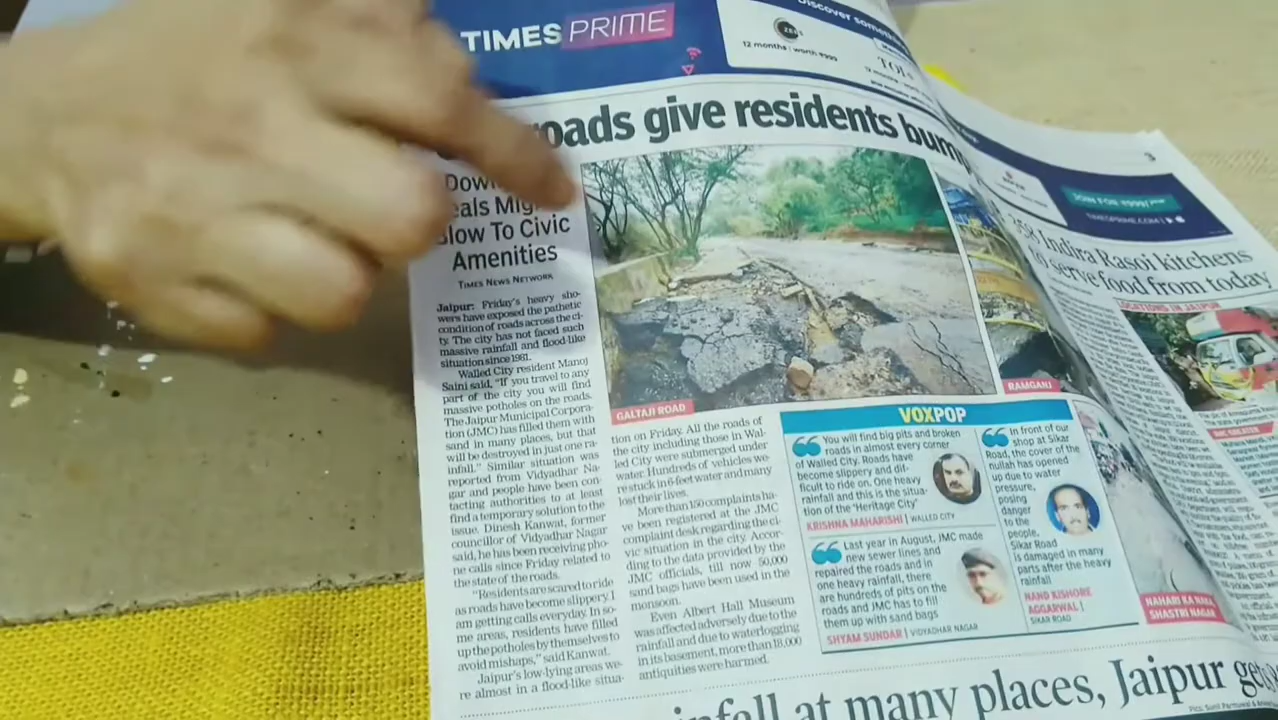 TIMES PRIME
Discover something
12 months | worth ₹999
TOI
roads give residents bum
JOIN FOR ₹999/
TIMESPRIME.COM |
3
Slow To Civic
Amenities
TIMES NEWS NETWORK
Jaipur: Friday's heavy sho-
wers have exposed the pathetic
condition of roads across the ci-
ty. The city has not faced such
massive rainfall and flood-like
situation since 1981.
Walled City resident Manoj
Saini said, "If you travel to any
part of the city you will find
massive potholes on the roads.
The Jaipur Municipal Corpora-
tion (JMC) has filled them with
sand in many places, but that
will be destroyed in just one ra-
infall." Similar situation was
reported from Vidyadhar Na-
gar and people have been con-
tacting authorities to at least
find a temporary solution to the
issue. Dinesh Kanwat, former
councillor of Vidyadhar Nagar
said, he has been receiving pho-
ne calls since Friday related to
the state of the roads.
"Residents are scared to ride
as roads have become slippery. I
am getting calls everyday. In so-
me areas, residents have filled
up the potholes by themselves to
avoid mishaps," said Kanwat.
Jaipur's low-lying areas we-
re almost in a flood-like situa-
GALTAJI ROAD
RAMGANJ
tion on Friday. All the roads of
the city including those in Wal-
led City were submerged under
water. Hundreds of vehicles we-
re stuck in 6-feet water and many
lost their lives.
More than 150 complaints ha-
ve been registered at the JMC
complaint desk regarding the ci-
vic situation in the city. Accor-
ding to the data provided by the
JMC officials, till now 50,000
sand bags have been used in the
monsoon.
Even Albert Hall Museum
was affected adversely due to the
rainfall and due to waterlogging
in its basement, more than 18,000
antiquities were harmed.
VOXPOP
You will find big pits and broken
roads in almost every corner
of Walled City. Roads have
become slippery and dif-
ficult to ride on. One heavy
rainfall and this is the situa-
tion of the 'Heritage City'
KRISHNA MAHARISHI | WALLED CITY
Last year in August, JMC made
new sewer lines and
repaired the roads and in
one heavy rainfall, there
are hundreds of pits on the
roads and JMC has to fill
them up with sand bags
SHYAM SUNDAR | VIDYADHAR NAGAR
In front of our
shop at Sikar
Road, the cover of
nullah has opened
up due to water
pressure,
posing
danger
to the
people,
Sikar Road
is damaged in many
parts after the heavy
rainfall
NAND KISHORE
AGGARWAL |
SIKAR ROAD
NAHARI KA NAKA,
SHASTRI NAGAR
358 Indira Rasoi kitchens
to serve food from today
LOCATIONS IN JAIPUR
nfall at many places, Jaipur gets